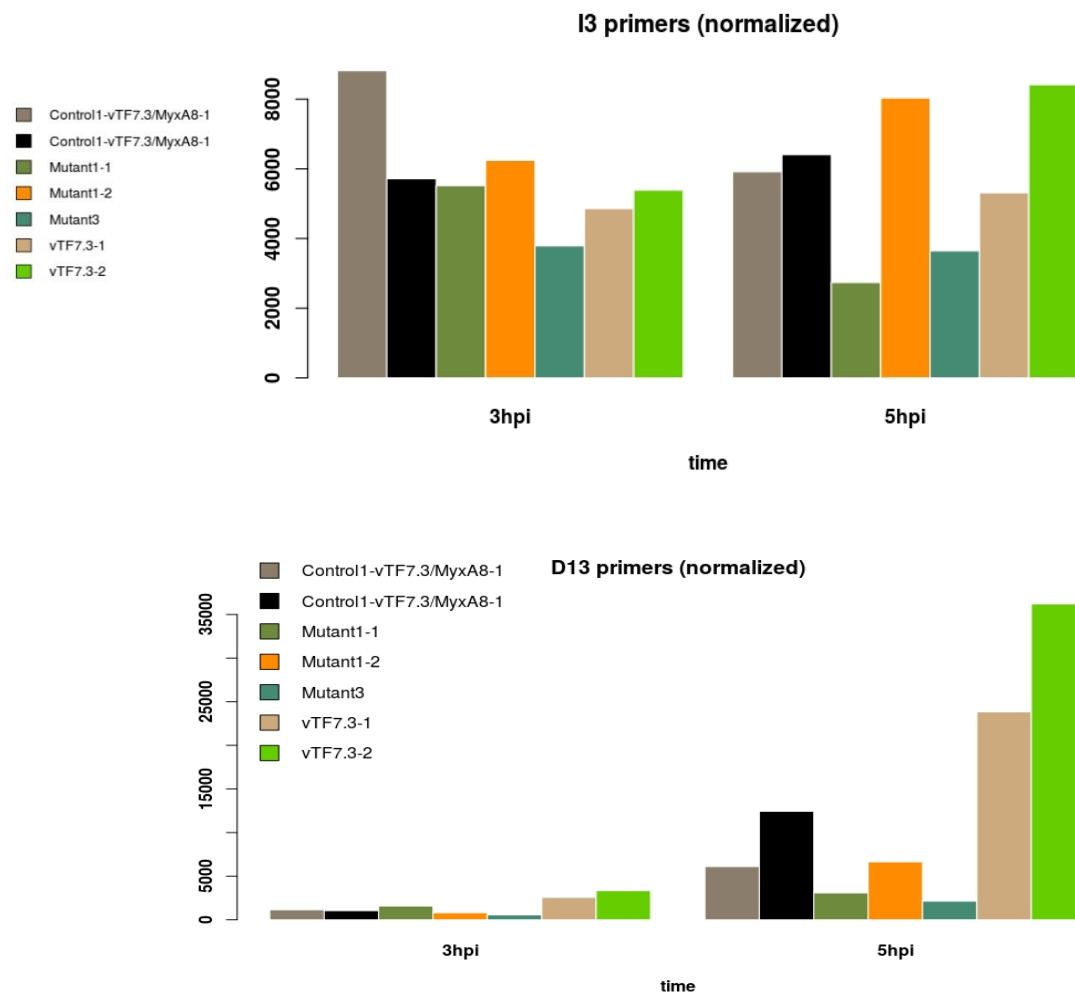 I3 primers (normalized)
Control1-vTF7.3/MyxA8-1
Control1-vTF7.3/MyxA8-1
Mutant1-1
Mutant1-2
Mutant3
vTF7.3-1
vTF7.3-2
8000
6000
4000
2000
0
3hpi 5hpi
time
D13 primers (normalized)
Control1-vTF7.3/MyxA8-1
Control1-vTF7.3/MyxA8-1
Mutant1-1
Mutant1-2
Mutant3
vTF7.3-1
vTF7.3-2
35000
25000
15000
5000
0
3hpi 5hpi
time